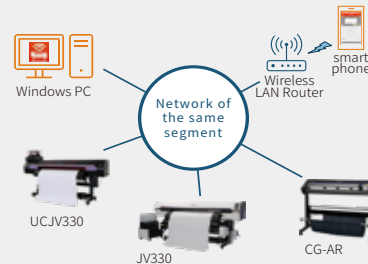 smart
phone
Wireless
LAN Router
Windows PC
Network of
the same
segment
UCJV330
JV330
CG-AR